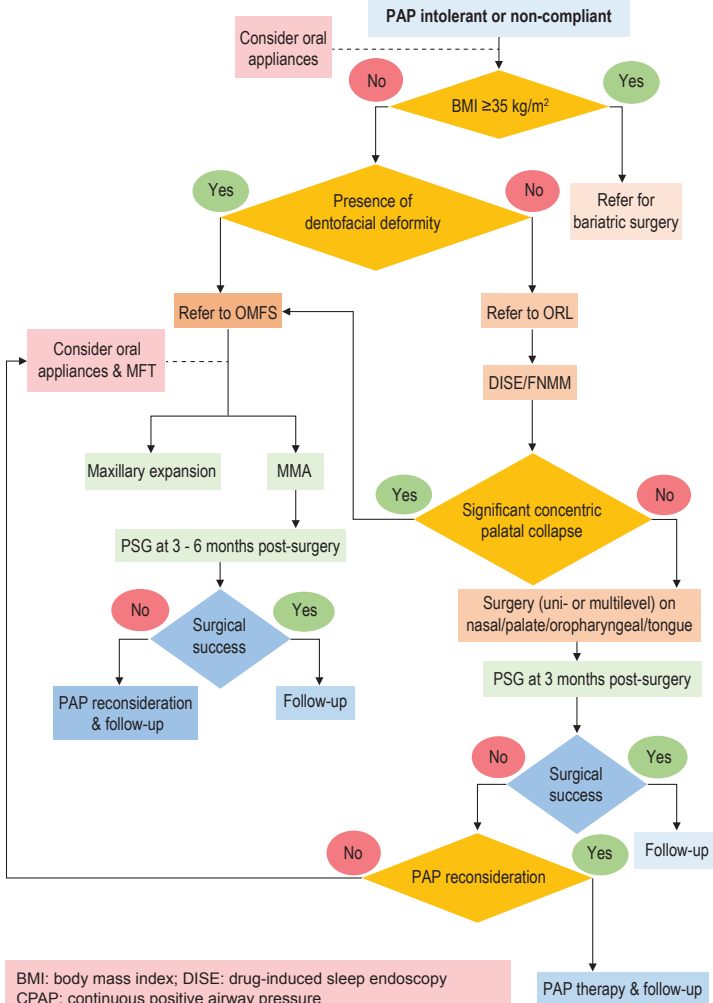 PAP intolerant or non-compliant
Consider oral
appliances
No
Yes
BMI ≥35 kg/m²
Yes
No
Presence of
dentofacial deformity
Refer for
bariatric surgery
Refer to OMFS
Refer to ORL
Consider oral
appliances & MFT
DISE/FNMM
Maxillary expansion
MMA
Yes
No
Significant concentric
palatal collapse
PSG at 3 - 6 months post-surgery
No
Yes
Surgical
success
Surgery (uni- or multilevel) on
nasal/palate/oropharyngeal/tongue
PAP reconsideration
& follow-up
Follow-up
PSG at 3 months post-surgery
No
Yes
Surgical
success
Follow-up
No
Yes
PAP reconsideration
PAP therapy & follow-up
BMI: body mass index; DISE: drug-induced sleep endoscopy
CPAP: continuous positive airway pressure